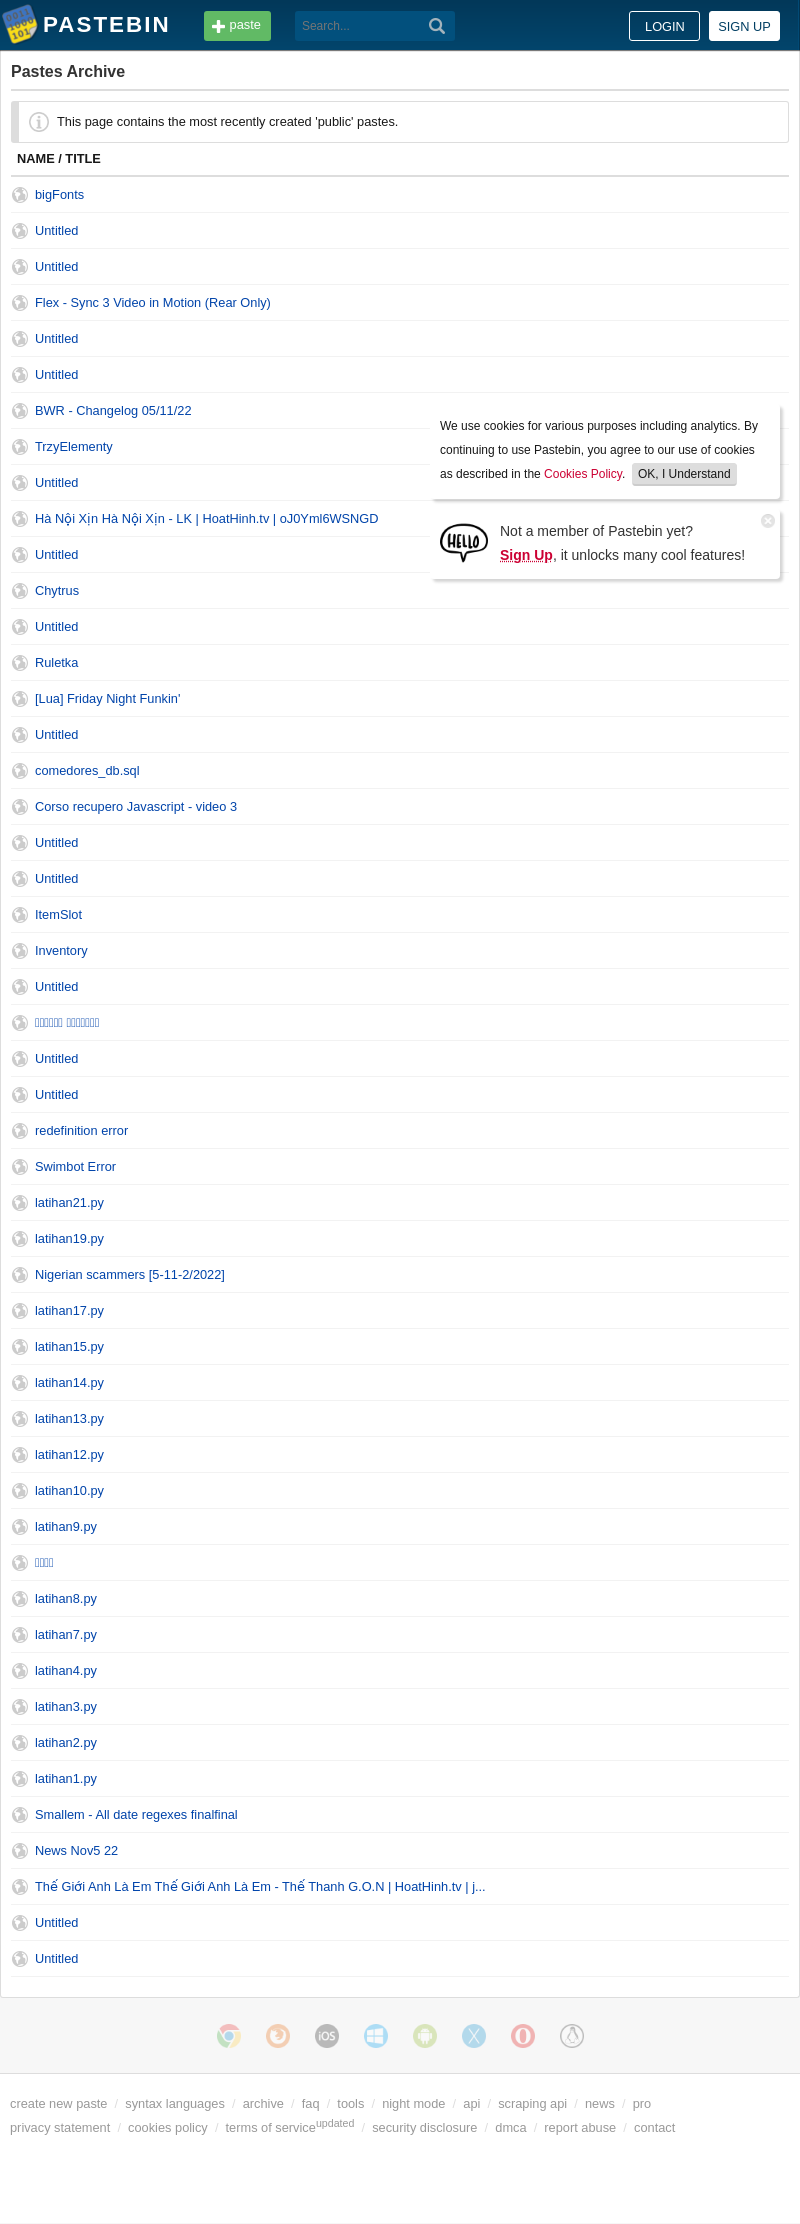 PASTEBIN
paste
Search...
LOGIN
SIGN UP
Pastes Archive
This page contains the most recently created 'public' pastes.
NAME / TITLE
bigFonts
Untitled
Untitled
Flex - Sync 3 Video in Motion (Rear Only)
Untitled
Untitled
BWR - Changelog 05/11/22
TrzyElementy
Untitled
Hà Nội Xịn Hà Nội Xịn - LK | HoatHinh.tv | oJ0Yml6WSNGD
Untitled
Chytrus
Untitled
Ruletka
[Lua] Friday Night Funkin'
Untitled
comedores_db.sql
Corso recupero Javascript - video 3
Untitled
Untitled
ItemSlot
Inventory
Untitled
Untitled
Untitled
redefinition error
Swimbot Error
latihan21.py
latihan19.py
Nigerian scammers [5-11-2/2022]
latihan17.py
latihan15.py
latihan14.py
latihan13.py
latihan12.py
latihan10.py
latihan9.py
latihan8.py
latihan7.py
latihan4.py
latihan3.py
latihan2.py
latihan1.py
Smallem - All date regexes finalfinal
News Nov5 22
Thế Giới Anh Là Em Thế Giới Anh Là Em - Thế Thanh G.O.N | HoatHinh.tv | j...
Untitled
Untitled
We use cookies for various purposes including analytics. By
continuing to use Pastebin, you agree to our use of cookies
as described in the Cookies Policy. OK, I Understand
HELLO
Not a member of Pastebin yet?
Sign Up, it unlocks many cool features!
iOS
create new paste / syntax languages / archive / faq / tools / night mode / api / scraping api / news / pro
privacy statement / cookies policy / terms of service updated / security disclosure / dmca / report abuse / contact